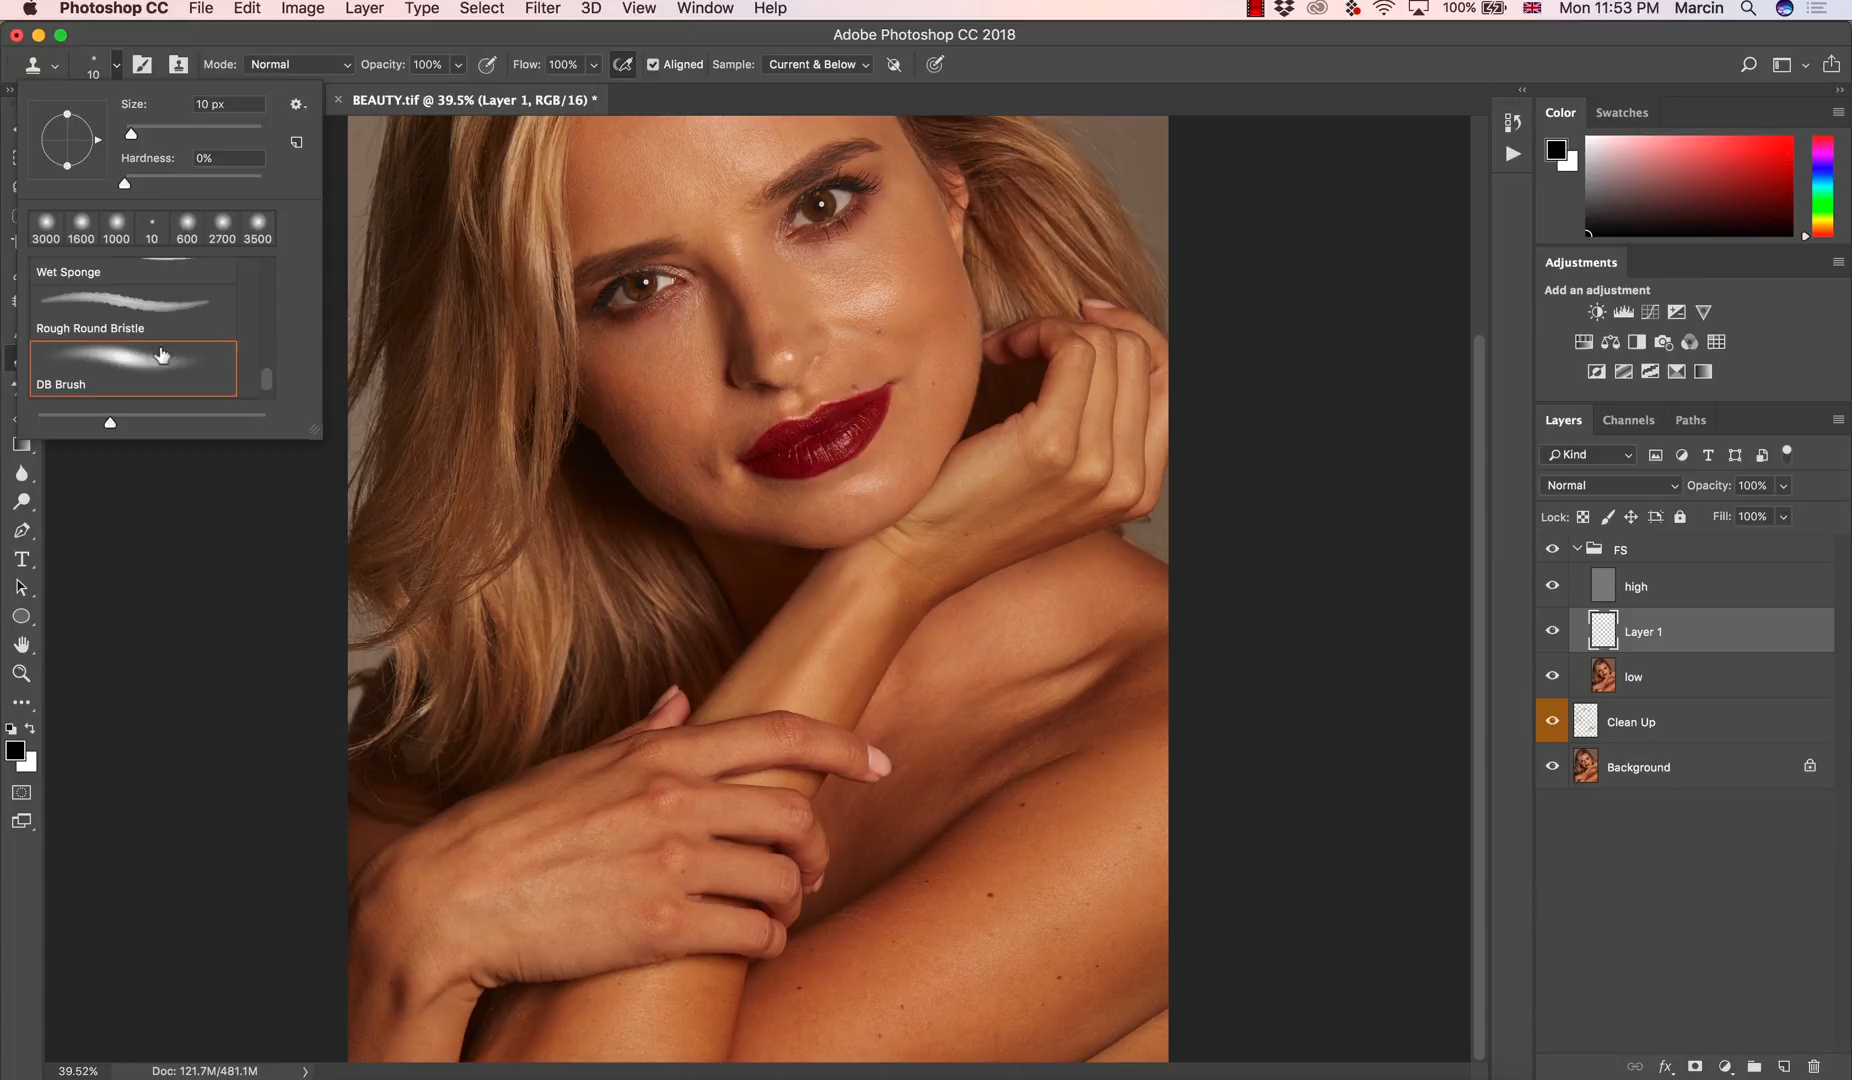 Photoshop CC File Edit Image Layer Type Select Filter 3D View Window Help 100% Mon 11:53 PM Marcin
Adobe Photoshop CC 2018
10 Mode: Normal Opacity: 100% Flow: 100% Aligned Sample: Current & Below
Size: 10 px
Hardness: 0%
3000 1600 1000 10 600 2700 3500
Wet Sponge
Rough Round Bristle
DB Brush
BEAUTY.tif @ 39.5% (Layer 1, RGB/16) *
Color Swatches
Adjustments
Add an adjustment
Layers Channels Paths
Kind
Normal Opacity: 100%
Lock: Fill: 100%
FS
high
Layer 1
low
Clean Up
Background
39.52% Doc: 121.7M/481.1M